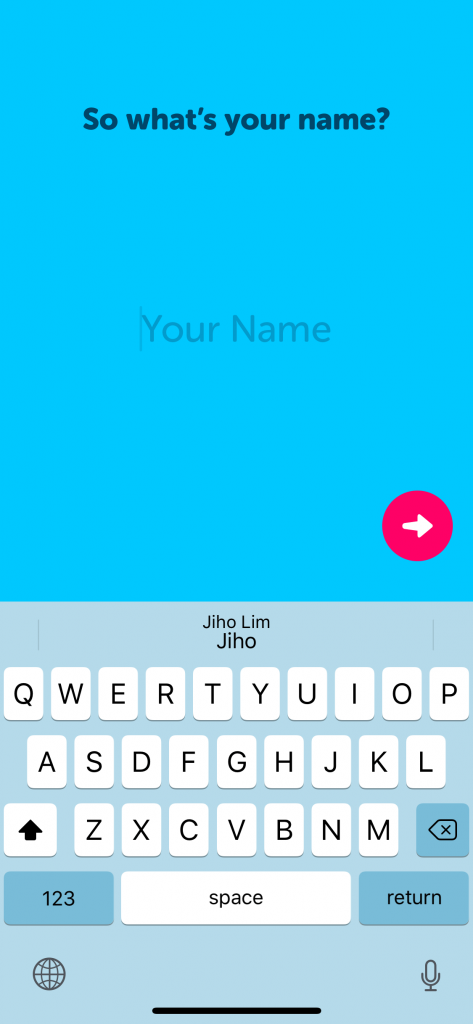 So what’s your name?
Your Name
Jiho Lim
Jiho
Q W E R T Y U I O P
A S D F G H J K L
Z X C V B N M
123 space return